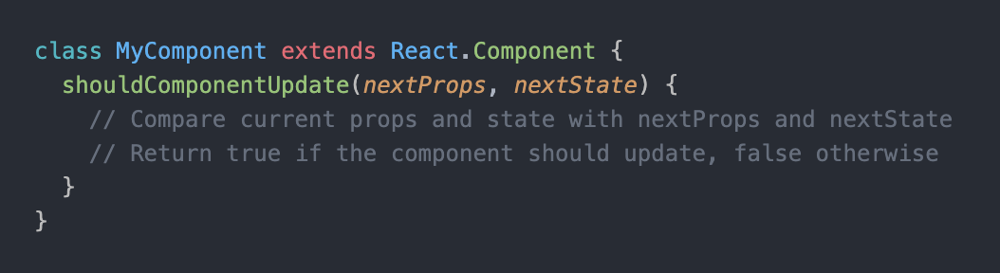 class MyComponent extends React.Component {
  shouldComponentUpdate(nextProps, nextState) {
    // Compare current props and state with nextProps and nextState
    // Return true if the component should update, false otherwise
  }
}